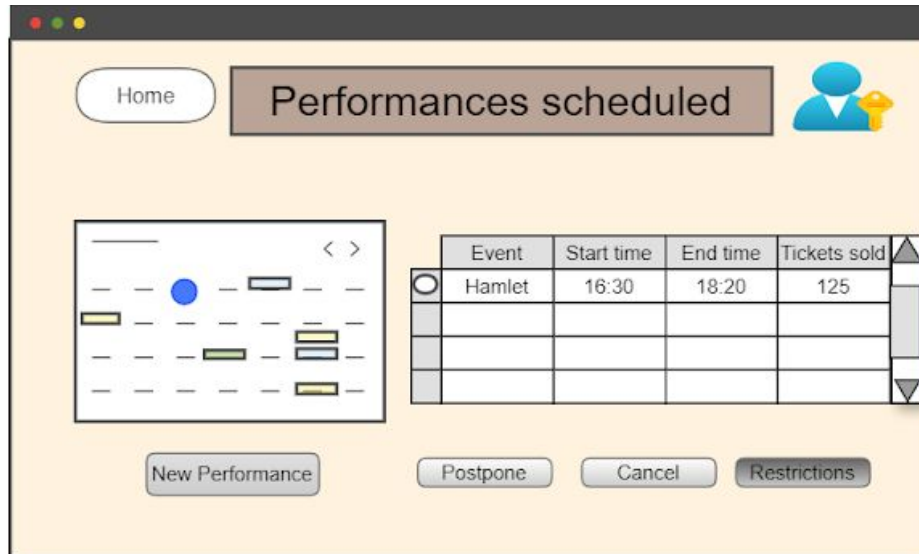 Home
Performances scheduled
Event Start time End time Tickets sold
Hamlet 16:30 18:20 125
New Performance
Postpone Cancel Restrictions